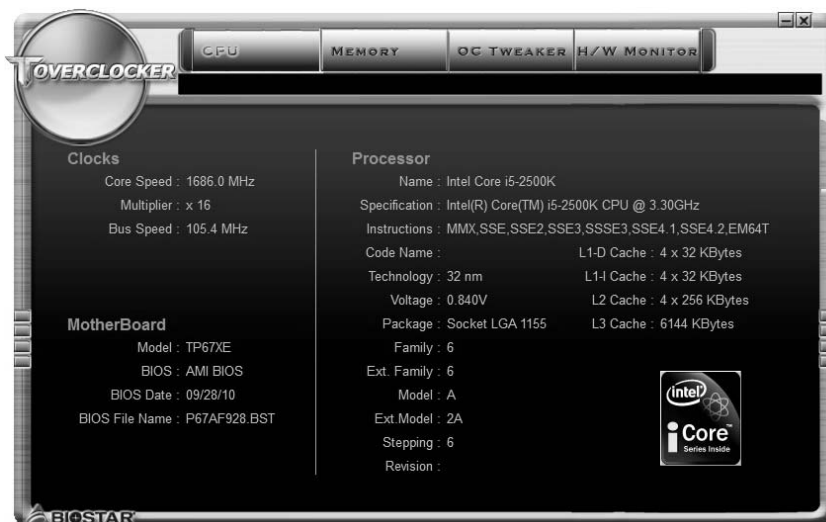 CPU
MEMORY
OC TWEAKER
H/W MONITOR
TOVERCLOCKER
Clocks
Core Speed : 1686.0 MHz
Multiplier : x 16
Bus Speed : 105.4 MHz
MotherBoard
Model : TP67XE
BIOS : AMI BIOS
BIOS Date : 09/28/10
BIOS File Name : P67AF928.BST
Processor
Name : Intel Core i5-2500K
Specification : Intel(R) Core(TM) i5-2500K CPU @ 3.30GHz
Instructions : MMX,SSE,SSE2,SSE3,SSSE3,SSE4.1,SSE4.2,EM64T
Code Name : L1-D Cache : 4 x 32 KBytes
Technology : 32 nm L1-I Cache : 4 x 32 KBytes
Voltage : 0.840V L2 Cache : 4 x 256 KBytes
Package : Socket LGA 1155 L3 Cache : 6144 KBytes
Family : 6
Ext. Family : 6
Model : A
Ext.Model : 2A
Stepping : 6
Revision :
intel
Core™
Series Inside
BIOSTAR